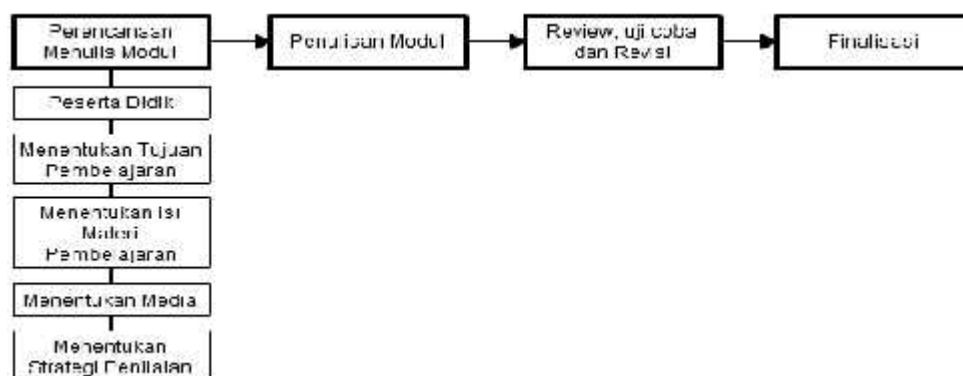 Perencanaan
Menulis Modul
Penulisan Modul
Review, uji coba
dan Revisi
Finalisasi
Peserta Didik
Menentukan Tujuan
Pembelajaran
Menentukan Isi
Materi
Pembelajaran
Menentukan Media
Menentukan
Strategi Penilaian